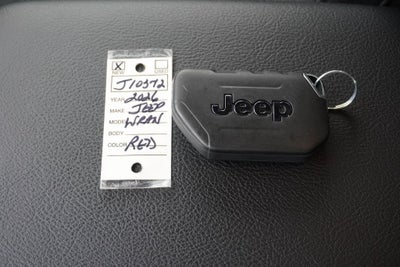 X
NEW USED
J10372
YEAR 2026
MAKE JEEP
MODEL WRAN
BODY
COLOR RED
Jeep